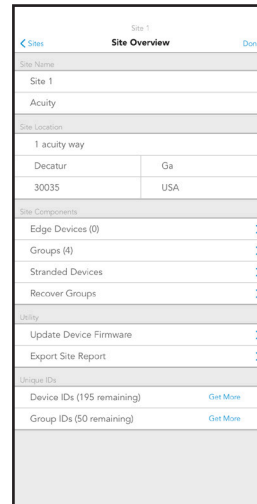 Site 1
Sites Site Overview Don
Site Name
Site 1
Acuity
Site Location
1 acuity way
Decatur Ga
30035 USA
Site Components
Edge Devices (0)
Groups (4)
Stranded Devices
Recover Groups
Utility
Update Device Firmware
Export Site Report
Unique IDs
Device IDs (195 remaining) Get More
Group IDs (50 remaining) Get More